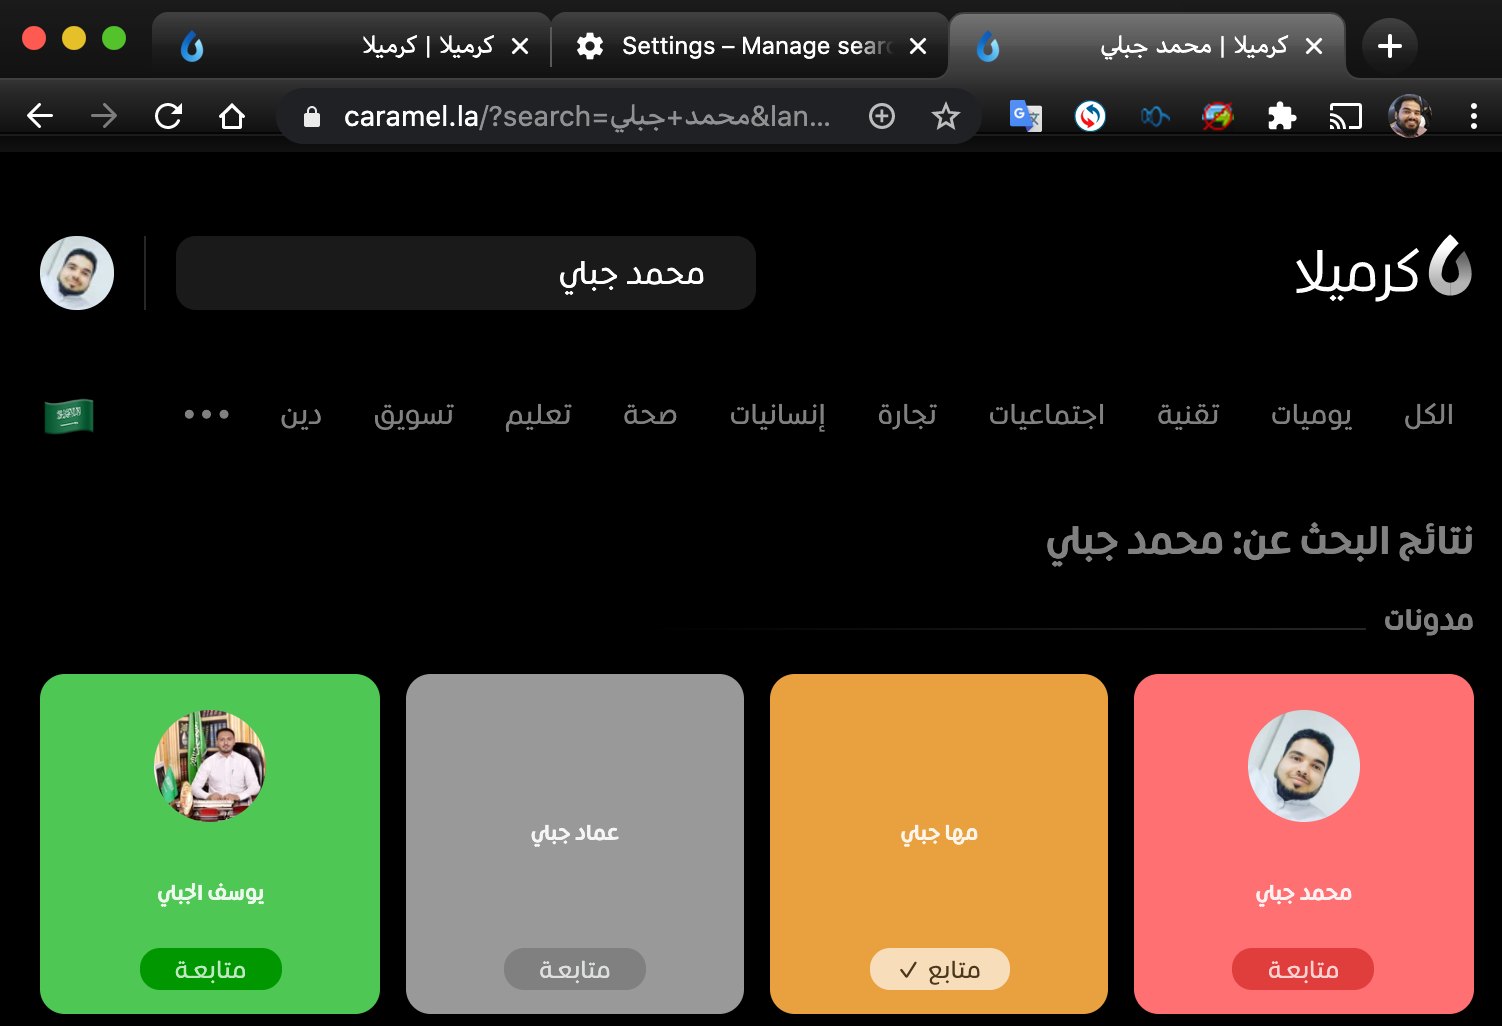 كرميلا | كرميلا
Settings – Manage sear
كرميلا | محمد جبلي
caramel.la/?search=محمد+جبلي&lan...
كرميلا
محمد جبلي
الكل يوميات تقنية اجتماعيات تجارة إنسانيات صحة تعليم تسويق دين
نتائج البحث عن: محمد جبلي
مدونات
محمد جبلي
متابعة
مها جبلي
متابع ✓
عماد جبلي
متابعة
يوسف الجبلي
متابعة